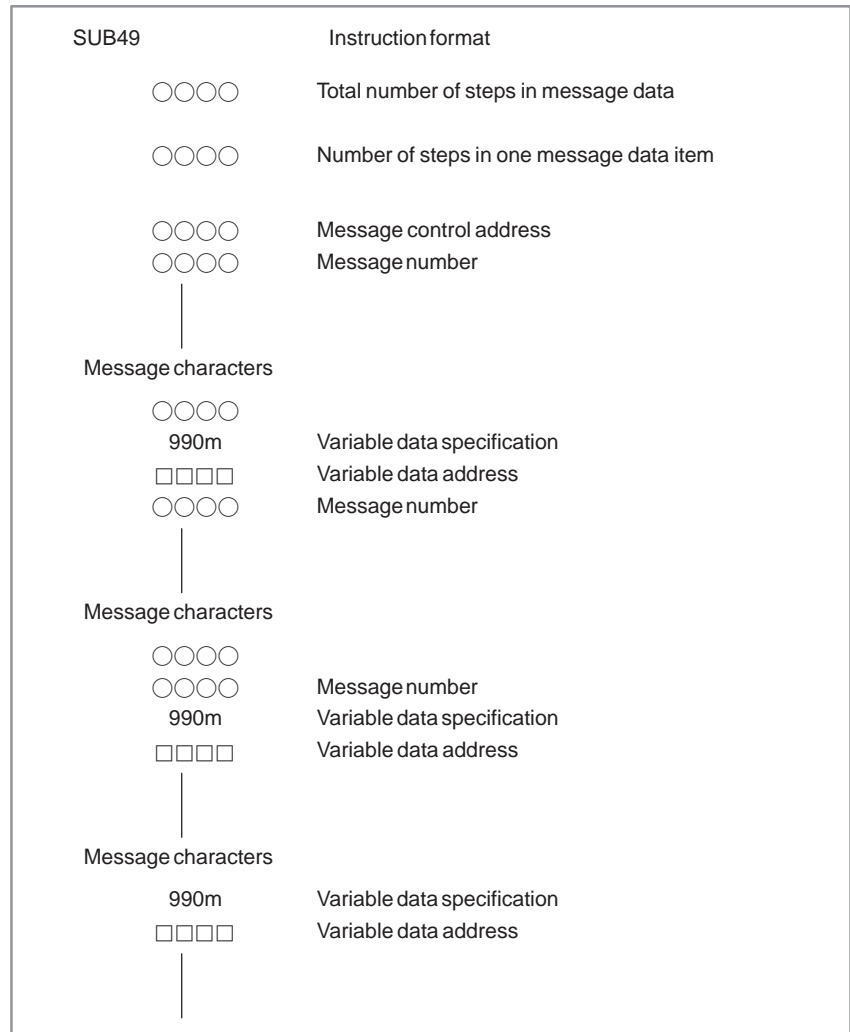 SUB49 Instruction format
○○○○ Total number of steps in message data
○○○○ Number of steps in one message data item
○○○○ Message control address
○○○○ Message number
Message characters
○○○○
990m Variable data specification
□□□□ Variable data address
○○○○ Message number
Message characters
○○○○
○○○○ Message number
990m Variable data specification
□□□□ Variable data address
Message characters
990m Variable data specification
□□□□ Variable data address